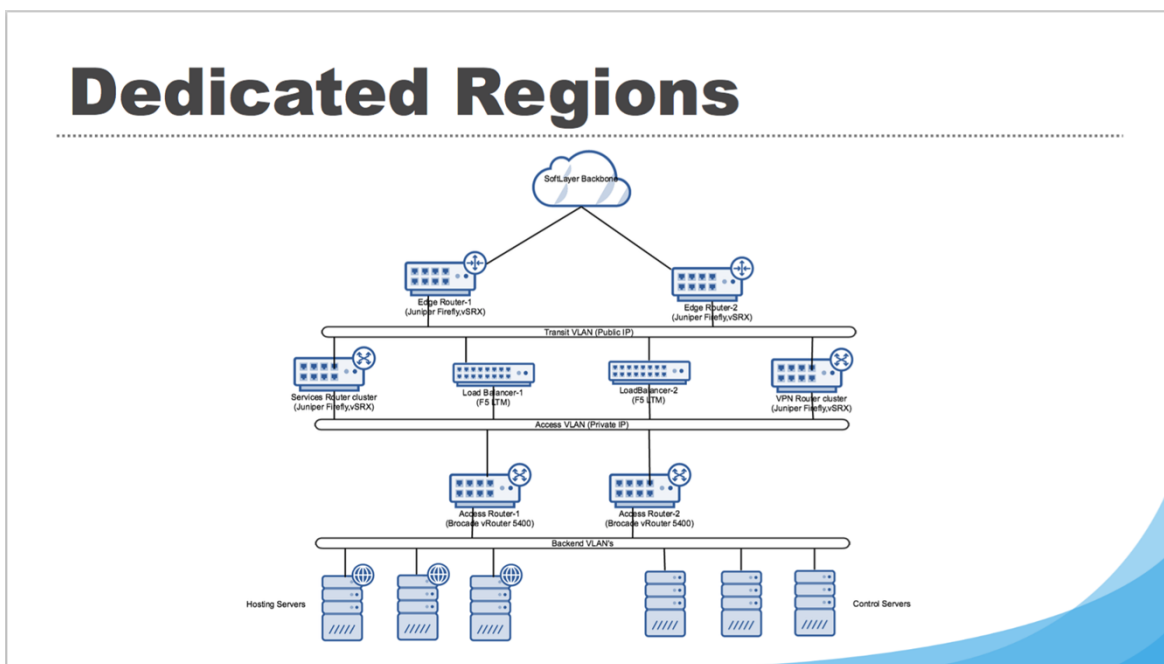 Dedicated Regions
SoftLayer Backbone
Edge Router-1
(Juniper Firefly,vSRX)
Edge Router-2
(Juniper Firefly,vSRX)
Transit VLAN (Public IP)
Services Router cluster
(Juniper Firefly,vSRX)
Load Balancer-1
(F5 LTM)
LoadBalancer-2
(F5 LTM)
VPN Router cluster
(Juniper Firefly,vSRX)
Access VLAN (Private IP)
Access Router-1
(Brocade vRouter 5400)
Access Router-2
(Brocade vRouter 5400)
Backend VLAN's
Hosting Servers
Control Servers